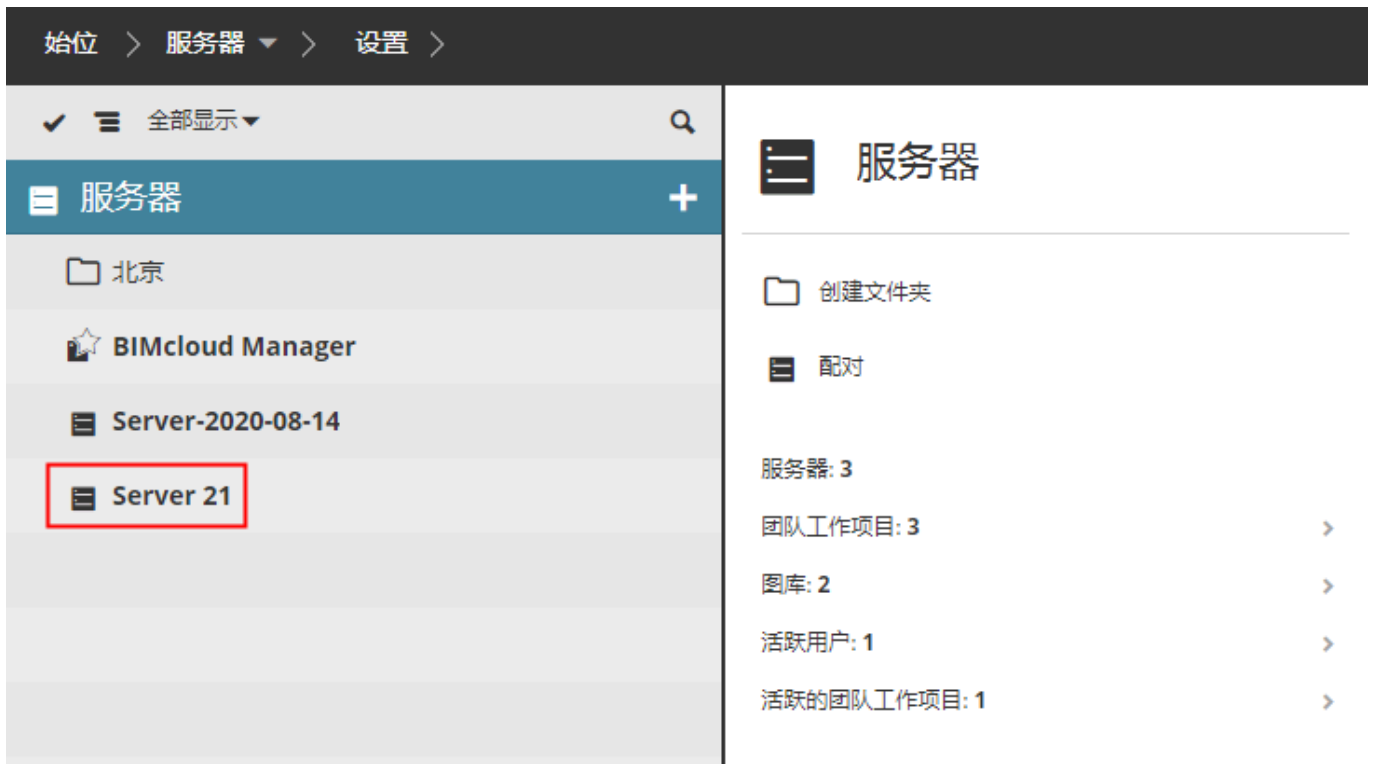 始位 服务器 设置
全部显示
服务器
北京
BIMcloud Manager
Server-2020-08-14
Server 21
服务器
创建文件夹
配对
服务器: 3
团队工作项目: 3
图库: 2
活跃用户: 1
活跃的团队工作项目: 1